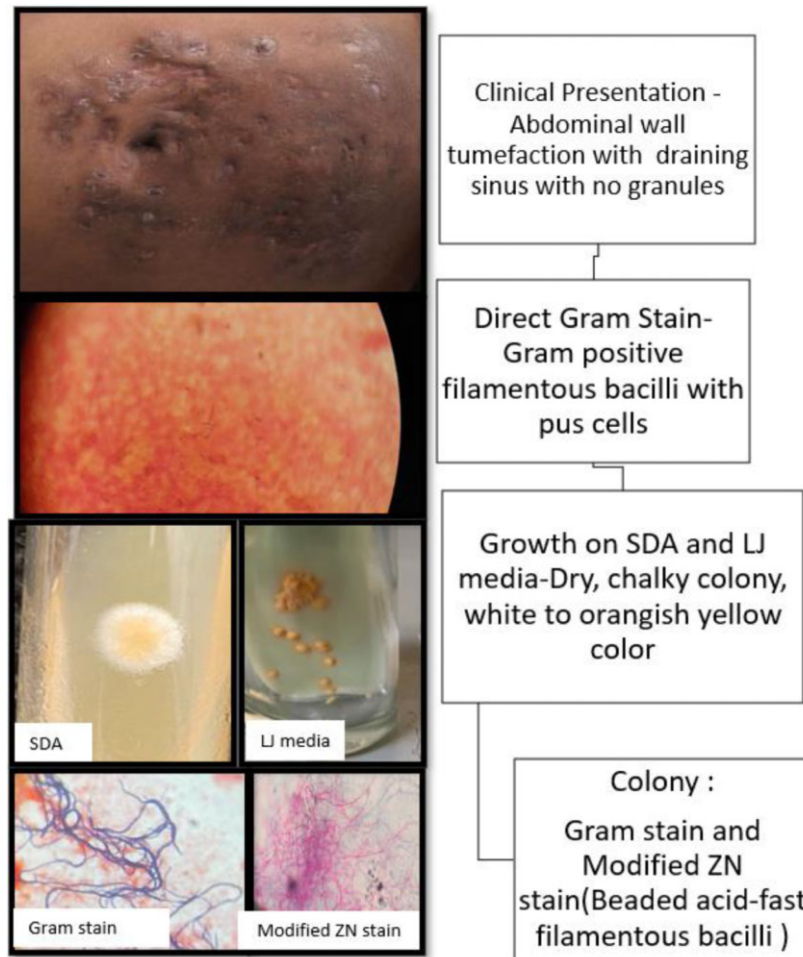 Clinical Presentation -
Abdominal wall
tumefaction with draining
sinus with no granules
Direct Gram Stain-
Gram positive
filamentous bacilli with
pus cells
Growth on SDA and LJ
media-Dry, chalky colony,
white to orangish yellow
color
SDA
LJ media
Colony :
Gram stain and
Modified ZN
stain(Beaded acid-fast
filamentous bacilli )
Gram stain
Modified ZN stain